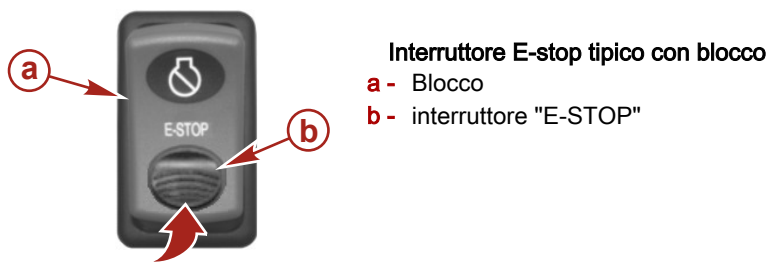 a
E-STOP
b
Interruttore E-stop tipico con blocco
a - Blocco
b - interruttore "E-STOP"